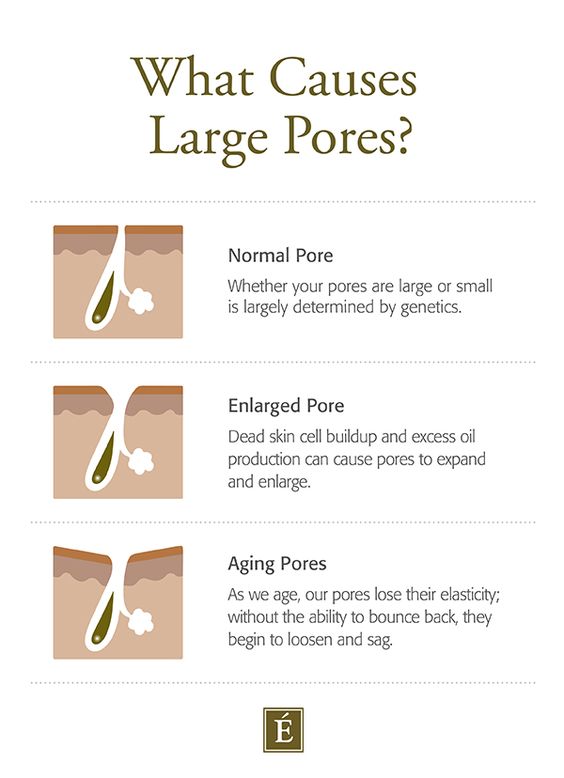 What Causes
Large Pores?
Normal Pore
Whether your pores are large or small
is largely determined by genetics.
Enlarged Pore
Dead skin cell buildup and excess oil
production can cause pores to expand
and enlarge.
Aging Pores
As we age, our pores lose their elasticity;
without the ability to bounce back, they
begin to loosen and sag.
É